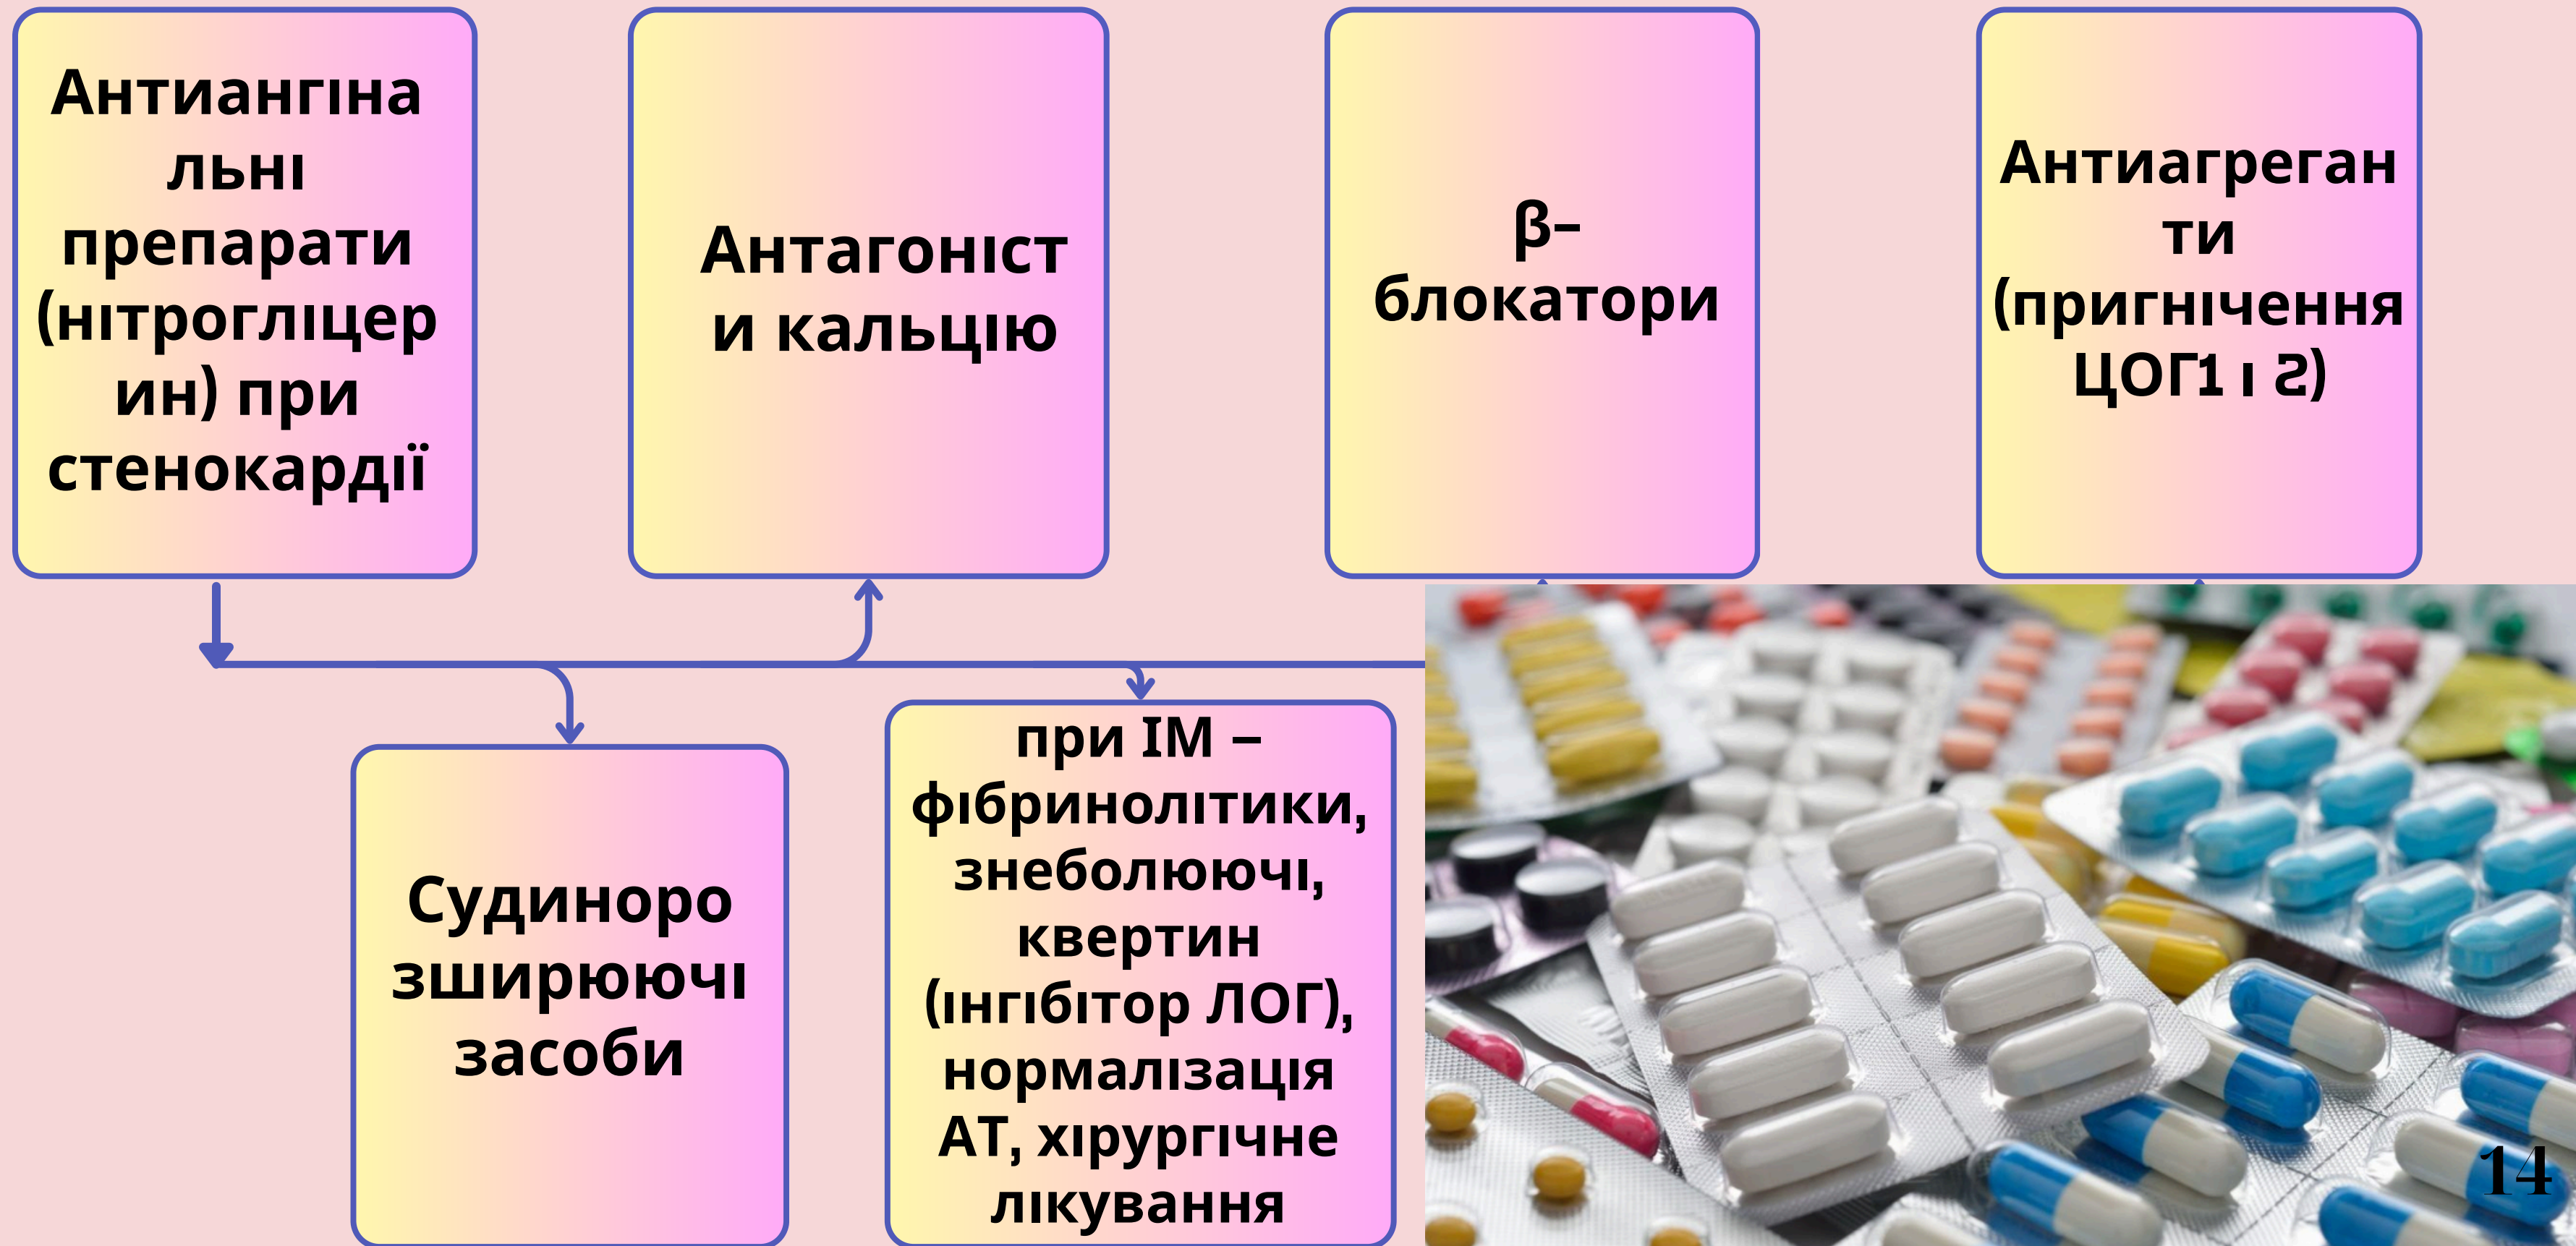 Антиангіна
льні
препарати
(нітрогліцер
ин) при
стенокардії
Антагоніст
и кальцію
β–
блокатори
Антиагреган
ти
(пригнічення
ЦОГ1 і 2)
Судиноро
зширюючі
засоби
при ІМ –
фібринолітики,
знеболюючі,
квертин
(інгібітор ЛОГ),
нормалізація
АТ, хірургічне
лікування
14